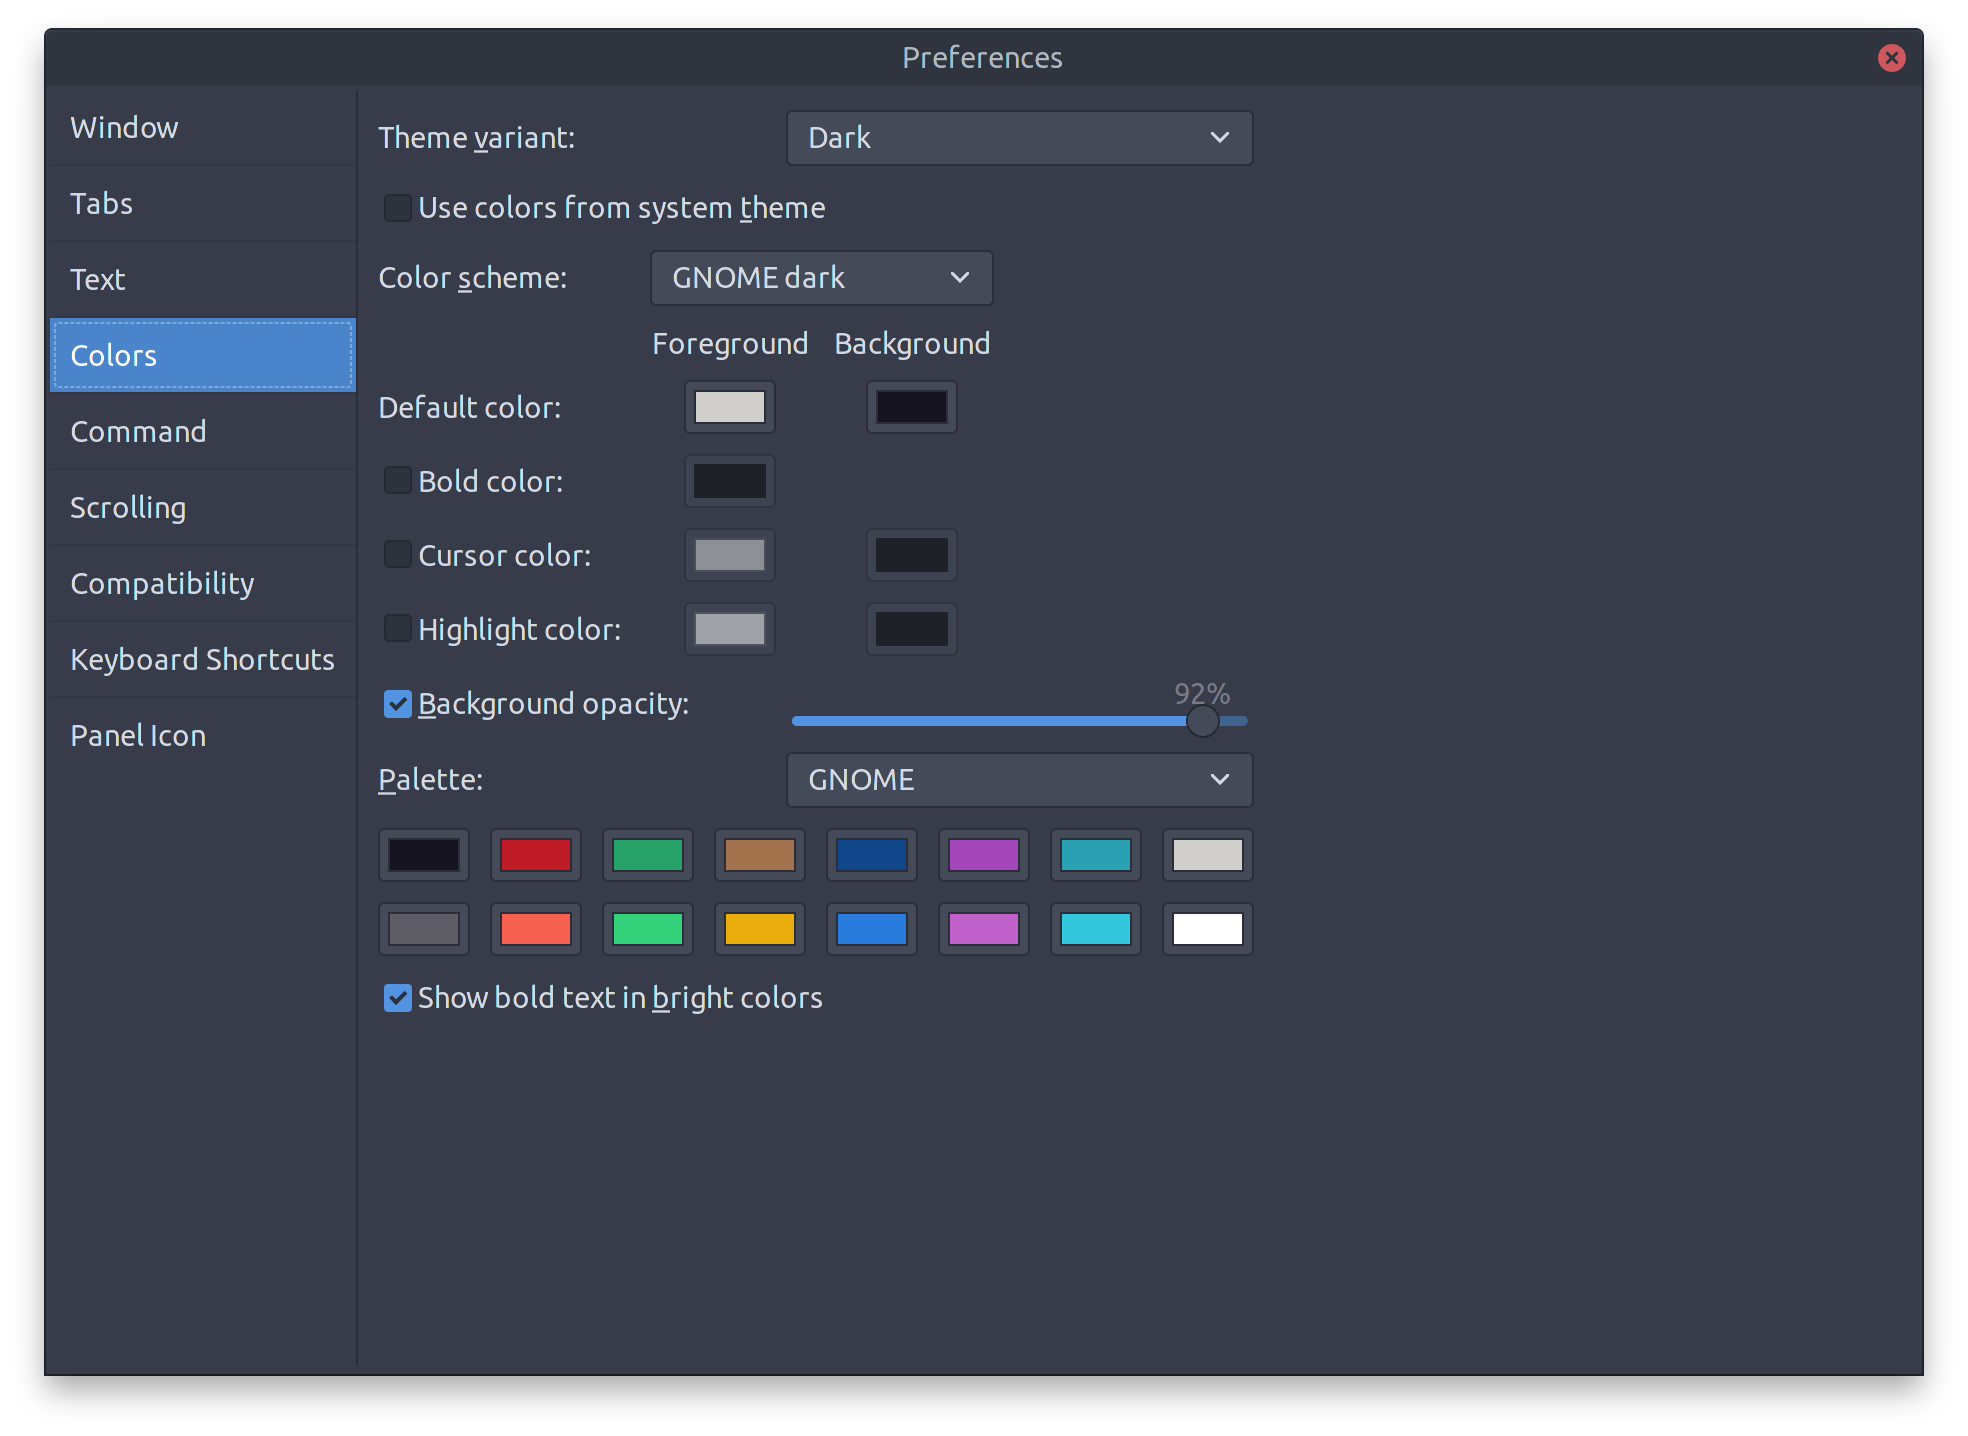 Preferences
Window
Tabs
Text
Colors
Command
Scrolling
Compatibility
Keyboard Shortcuts
Panel Icon
Theme variant:
Dark
Use colors from system theme
Color scheme:
GNOME dark
Foreground Background
Default color:
Bold color:
Cursor color:
Highlight color:
Background opacity:
92%
Palette:
GNOME
Show bold text in bright colors